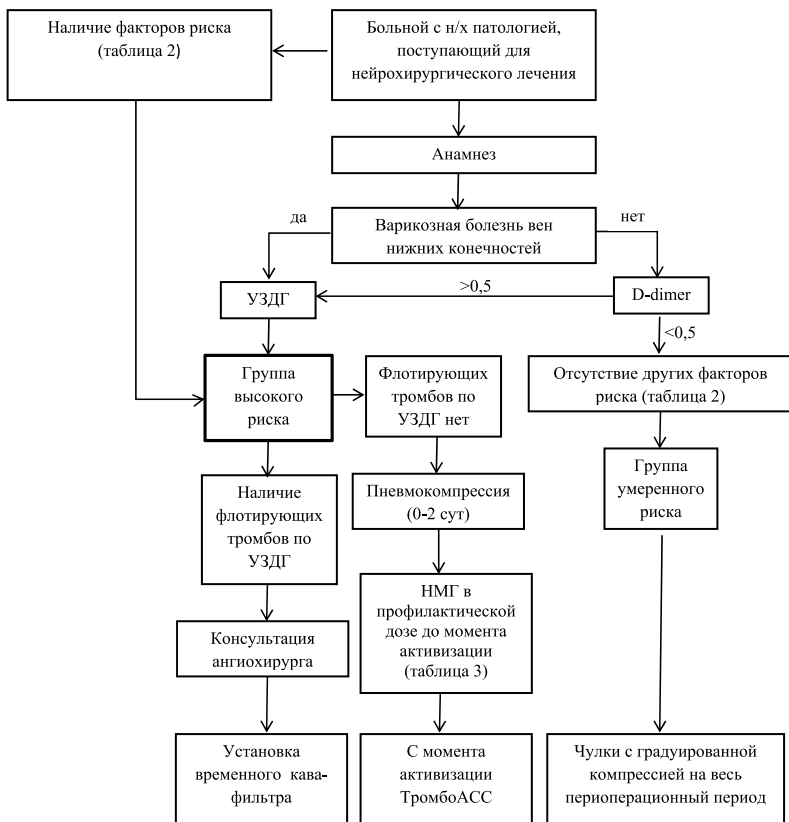 Наличие факторов риска
(таблица 2)
Больной с н/х патологией,
поступающий для
нейрохирургического лечения
Анамнез
да
Варикозная болезнь вен
нижних конечностей
нет
УЗДГ
>0,5
D-dimer
<0,5
Группа
высокого
риска
Флотирующих
тромбов по
УЗДГ нет
Отсутствие других факторов
риска (таблица 2)
Наличие
флотирующих
тромбов по
УЗДГ
Пневмокомпрессия
(0-2 сут)
Группа
умеренного
риска
НМГ в
профилактической
дозе до момента
активизации
(таблица 3)
Консультация
ангиохирурга
Установка
временного кава-
фильтра
С момента
активизации
ТромбоАСС
Чулки с градуированной
компрессией на весь
периоперационный период